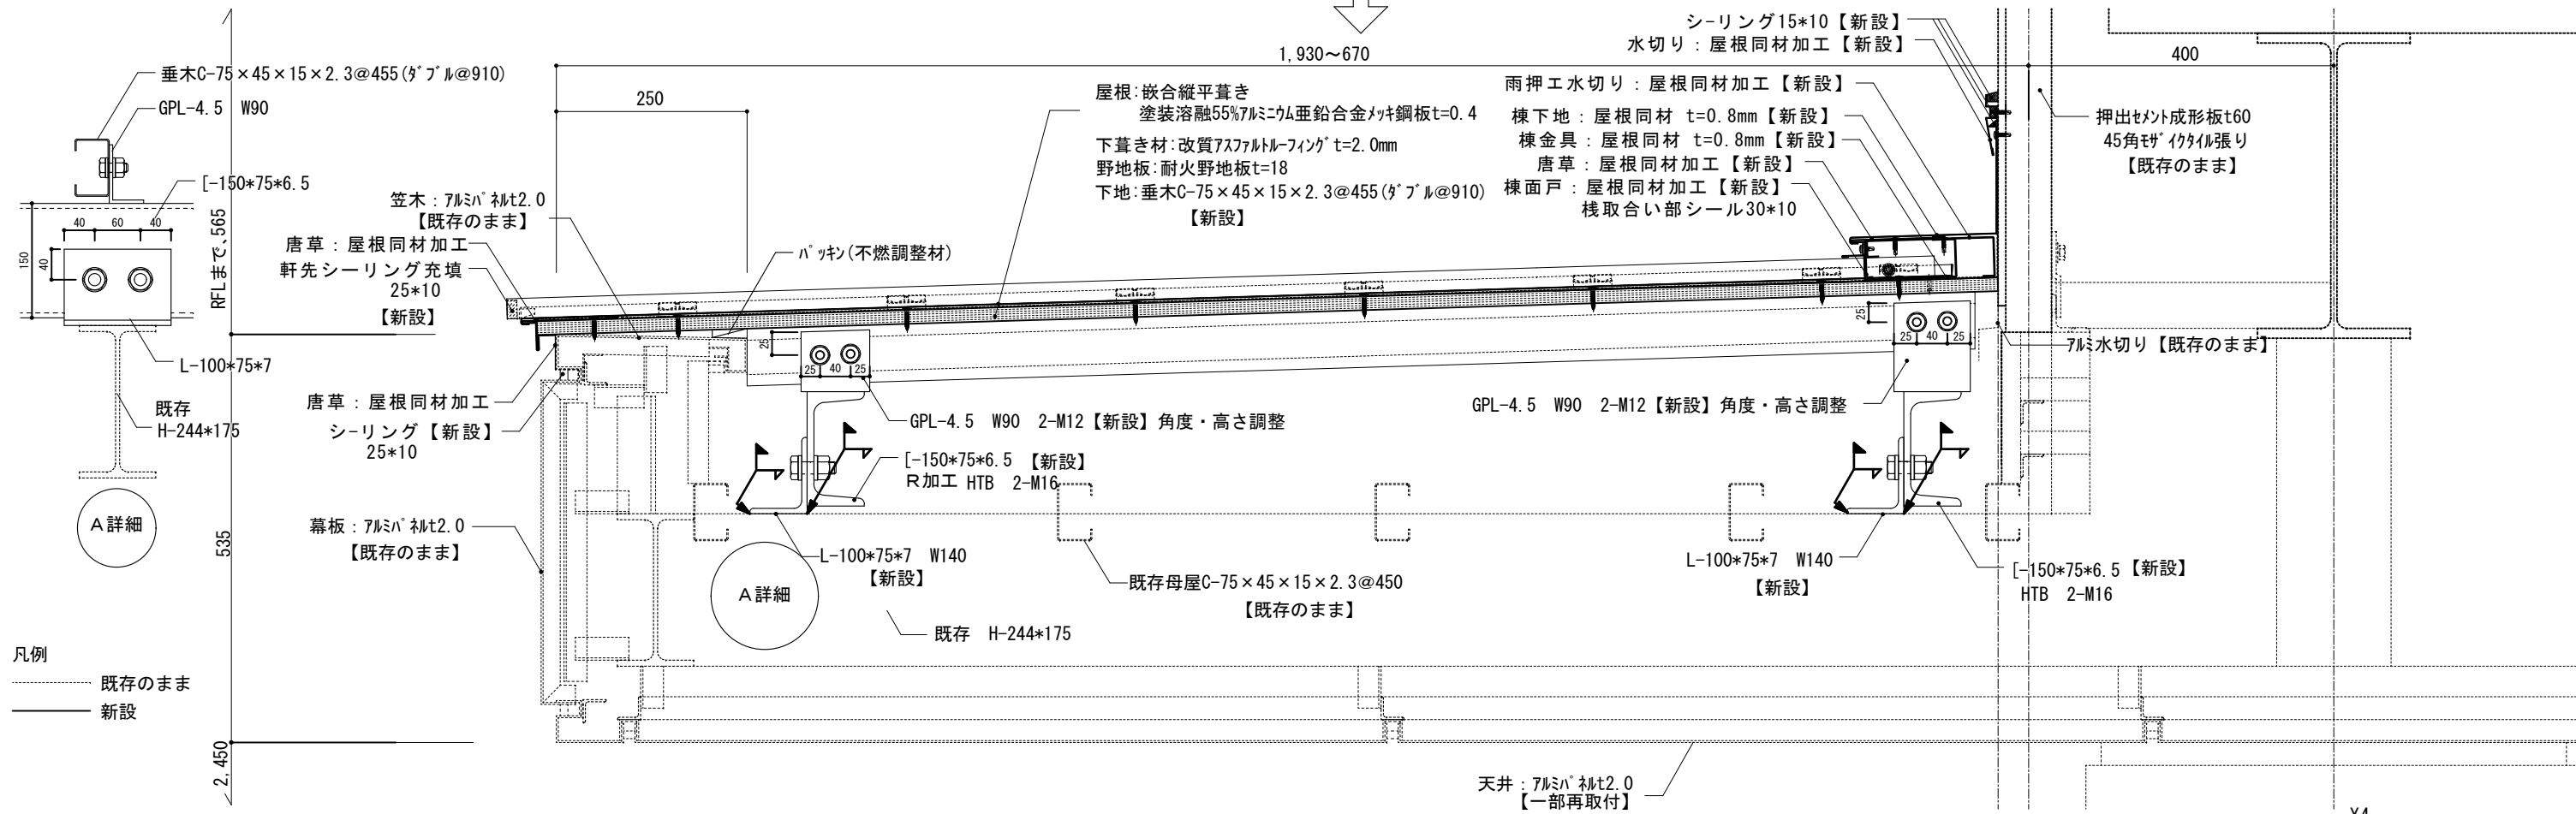 垂木C-75×45×15×2.3@455(ﾀﾞﾌﾞﾙ@910)
GPL-4.5 W90
[-150*75*6.5
40
60
40
150
40
L-100*75*7
既存
H-244*175
A詳細
凡例
既存のまま
新設
RFLまで、565
535
2,450
250
1,930～670
400
笠木：ｱﾙﾐﾊﾟﾈﾙt2.0
【既存のまま】
唐草：屋根同材加工
軒先シーリング充填
25*10
【新設】
ﾊﾟｯｷﾝ(不燃調整材)
唐草：屋根同材加工
シーリング【新設】
25*10
幕板：ｱﾙﾐﾊﾟﾈﾙt2.0
【既存のまま】
屋根：嵌合縦平葺き
塗装溶融55%ｱﾙﾐﾆｳﾑ亜鉛合金ﾒｯｷ鋼板t=0.4
下葺き材：改質ｱｽﾌｧﾙﾄﾙｰﾌｨﾝｸﾞt=2.0mm
野地板：耐火野地板t=18
下地：垂木C-75×45×15×2.3@455(ﾀﾞﾌﾞﾙ@910)
【新設】
シーリング15*10【新設】
水切り：屋根同材加工【新設】
雨押エ水切り：屋根同材加工【新設】
棟下地：屋根同材 t=0.8mm【新設】
棟金具：屋根同材 t=0.8mm【新設】
唐草：屋根同材加工【新設】
棟面戸：屋根同材加工【新設】
桟取合い部シール30*10
押出ｾﾒﾝﾄ成形板t60
45角ﾓｻﾞｲｸﾀｲﾙ張り
【既存のまま】
25
25
40
25
25
25
40
25
ｱﾙﾐ水切り【既存のまま】
GPL-4.5 W90 2-M12【新設】角度・高さ調整
GPL-4.5 W90 2-M12【新設】角度・高さ調整
[-150*75*6.5 【新設】
R加工 HTB 2-M16
L-100*75*7 W140
【新設】
A詳細
既存 H-244*175
既存母屋C-75×45×15×2.3@450
【既存のまま】
L-100*75*7 W140
【新設】
[-150*75*6.5【新設】
HTB 2-M16
天井：ｱﾙﾐﾊﾟﾈﾙt2.0
【一部再取付】